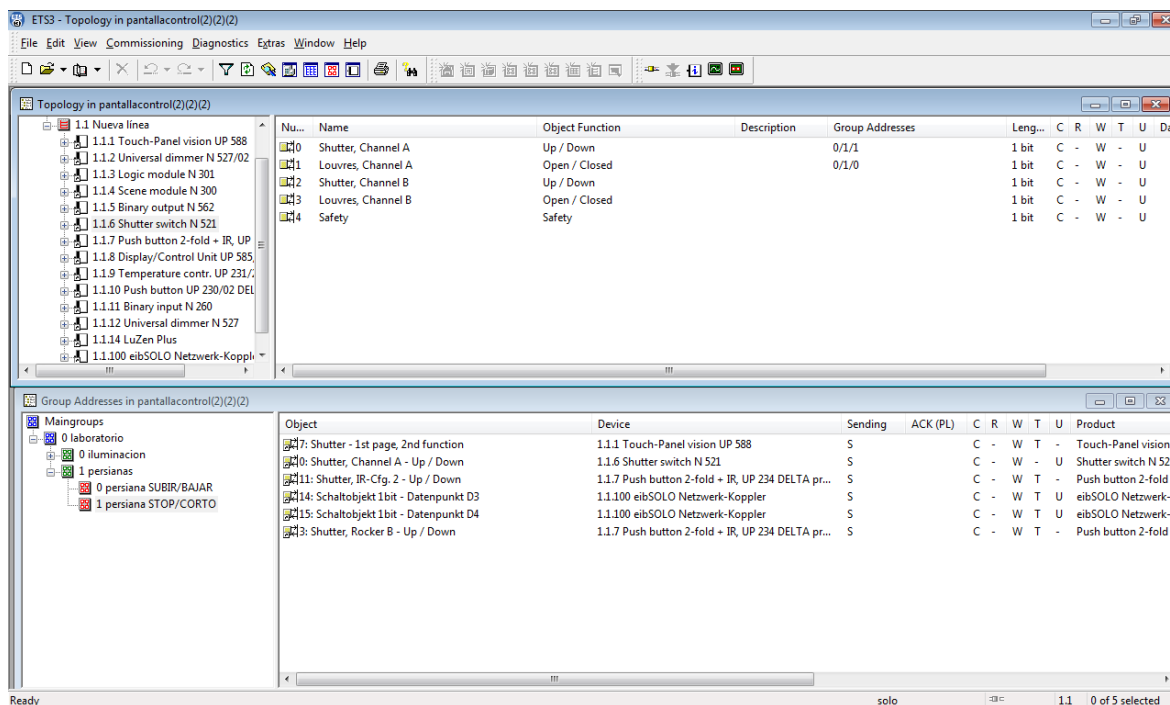 ETS3 - Topology in pantallacontrol(2)(2)(2)
File Edit View Commissioning Diagnostics Extras Window Help
Topology in pantallacontrol(2)(2)(2)
1.1 Nueva línea
1.1.1 Touch-Panel vision UP 588
1.1.2 Universal dimmer N 527/02
1.1.3 Logic module N 301
1.1.4 Scene module N 300
1.1.5 Binary output N 562
1.1.6 Shutter switch N 521
1.1.7 Push button 2-fold + IR, UP
1.1.8 Display/Control Unit UP 585,
1.1.9 Temperature contr. UP 231/2
1.1.10 Push button UP 230/02 DEL
1.1.11 Binary input N 260
1.1.12 Universal dimmer N 527
1.1.14 LuZen Plus
1.1.100 eibSOLO Netzwerk-Koppl
Nu... Name Object Function Description Group Addresses Leng... C R W T U Da
0 Shutter, Channel A Up / Down 0/1/1 1 bit C - W - U
1 Louvres, Channel A Open / Closed 0/1/0 1 bit C - W - U
2 Shutter, Channel B Up / Down 1 bit C - W - U
3 Louvres, Channel B Open / Closed 1 bit C - W - U
4 Safety Safety 1 bit C - W - U
Group Addresses in pantallacontrol(2)(2)(2)
Maingroups
0 laboratorio
0 iluminacion
1 persianas
0 persiana SUBIR/BAJAR
1 persiana STOP/CORTO
Object Device Sending ACK (PL) C R W T U Product
7: Shutter - 1st page, 2nd function 1.1.1 Touch-Panel vision UP 588 S C - W T - Touch-Panel vision
0: Shutter, Channel A - Up / Down 1.1.6 Shutter switch N 521 S C - W - U Shutter switch N 52
11: Shutter, IR-Cfg. 2 - Up / Down 1.1.7 Push button 2-fold + IR, UP 234 DELTA pr... S C - W T - Push button 2-fold
14: Schaltobjekt 1bit - Datenpunkt D3 1.1.100 eibSOLO Netzwerk-Koppler S C - W T U eibSOLO Netzwerk-
15: Schaltobjekt 1bit - Datenpunkt D4 1.1.100 eibSOLO Netzwerk-Koppler S C - W T U eibSOLO Netzwerk-
3: Shutter, Rocker B - Up / Down 1.1.7 Push button 2-fold + IR, UP 234 DELTA pr... S C - W T - Push button 2-fold
Ready solo 1.1 0 of 5 selected